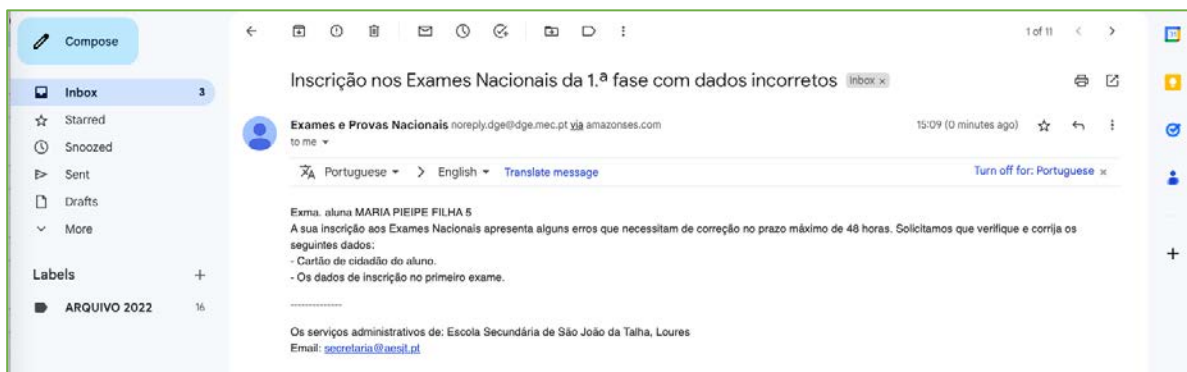 Compose
1 of 11
Inscrição nos Exames Nacionais da 1.ª fase com dados incorretos Inbox x
Inbox 3
Starred
Exames e Provas Nacionais noreply.dge@dge.mec.pt via amazonses.com 15:09 (0 minutes ago)
to me
Snoozed
Sent
Portuguese > English Translate message Turn off for: Portuguese x
Drafts
More
Exma. aluna MARIA PIEIPE FILHA 5
A sua inscrição aos Exames Nacionais apresenta alguns erros que necessitam de correção no prazo máximo de 48 horas. Solicitamos que verifique e corrija os
seguintes dados:
- Cartão de cidadão do aluno.
- Os dados de inscrição no primeiro exame.
Labels +
ARQUIVO 2022 16
--------------
Os serviços administrativos de: Escola Secundária de São João da Talha, Loures
Email: secretaria@aesjt.pt